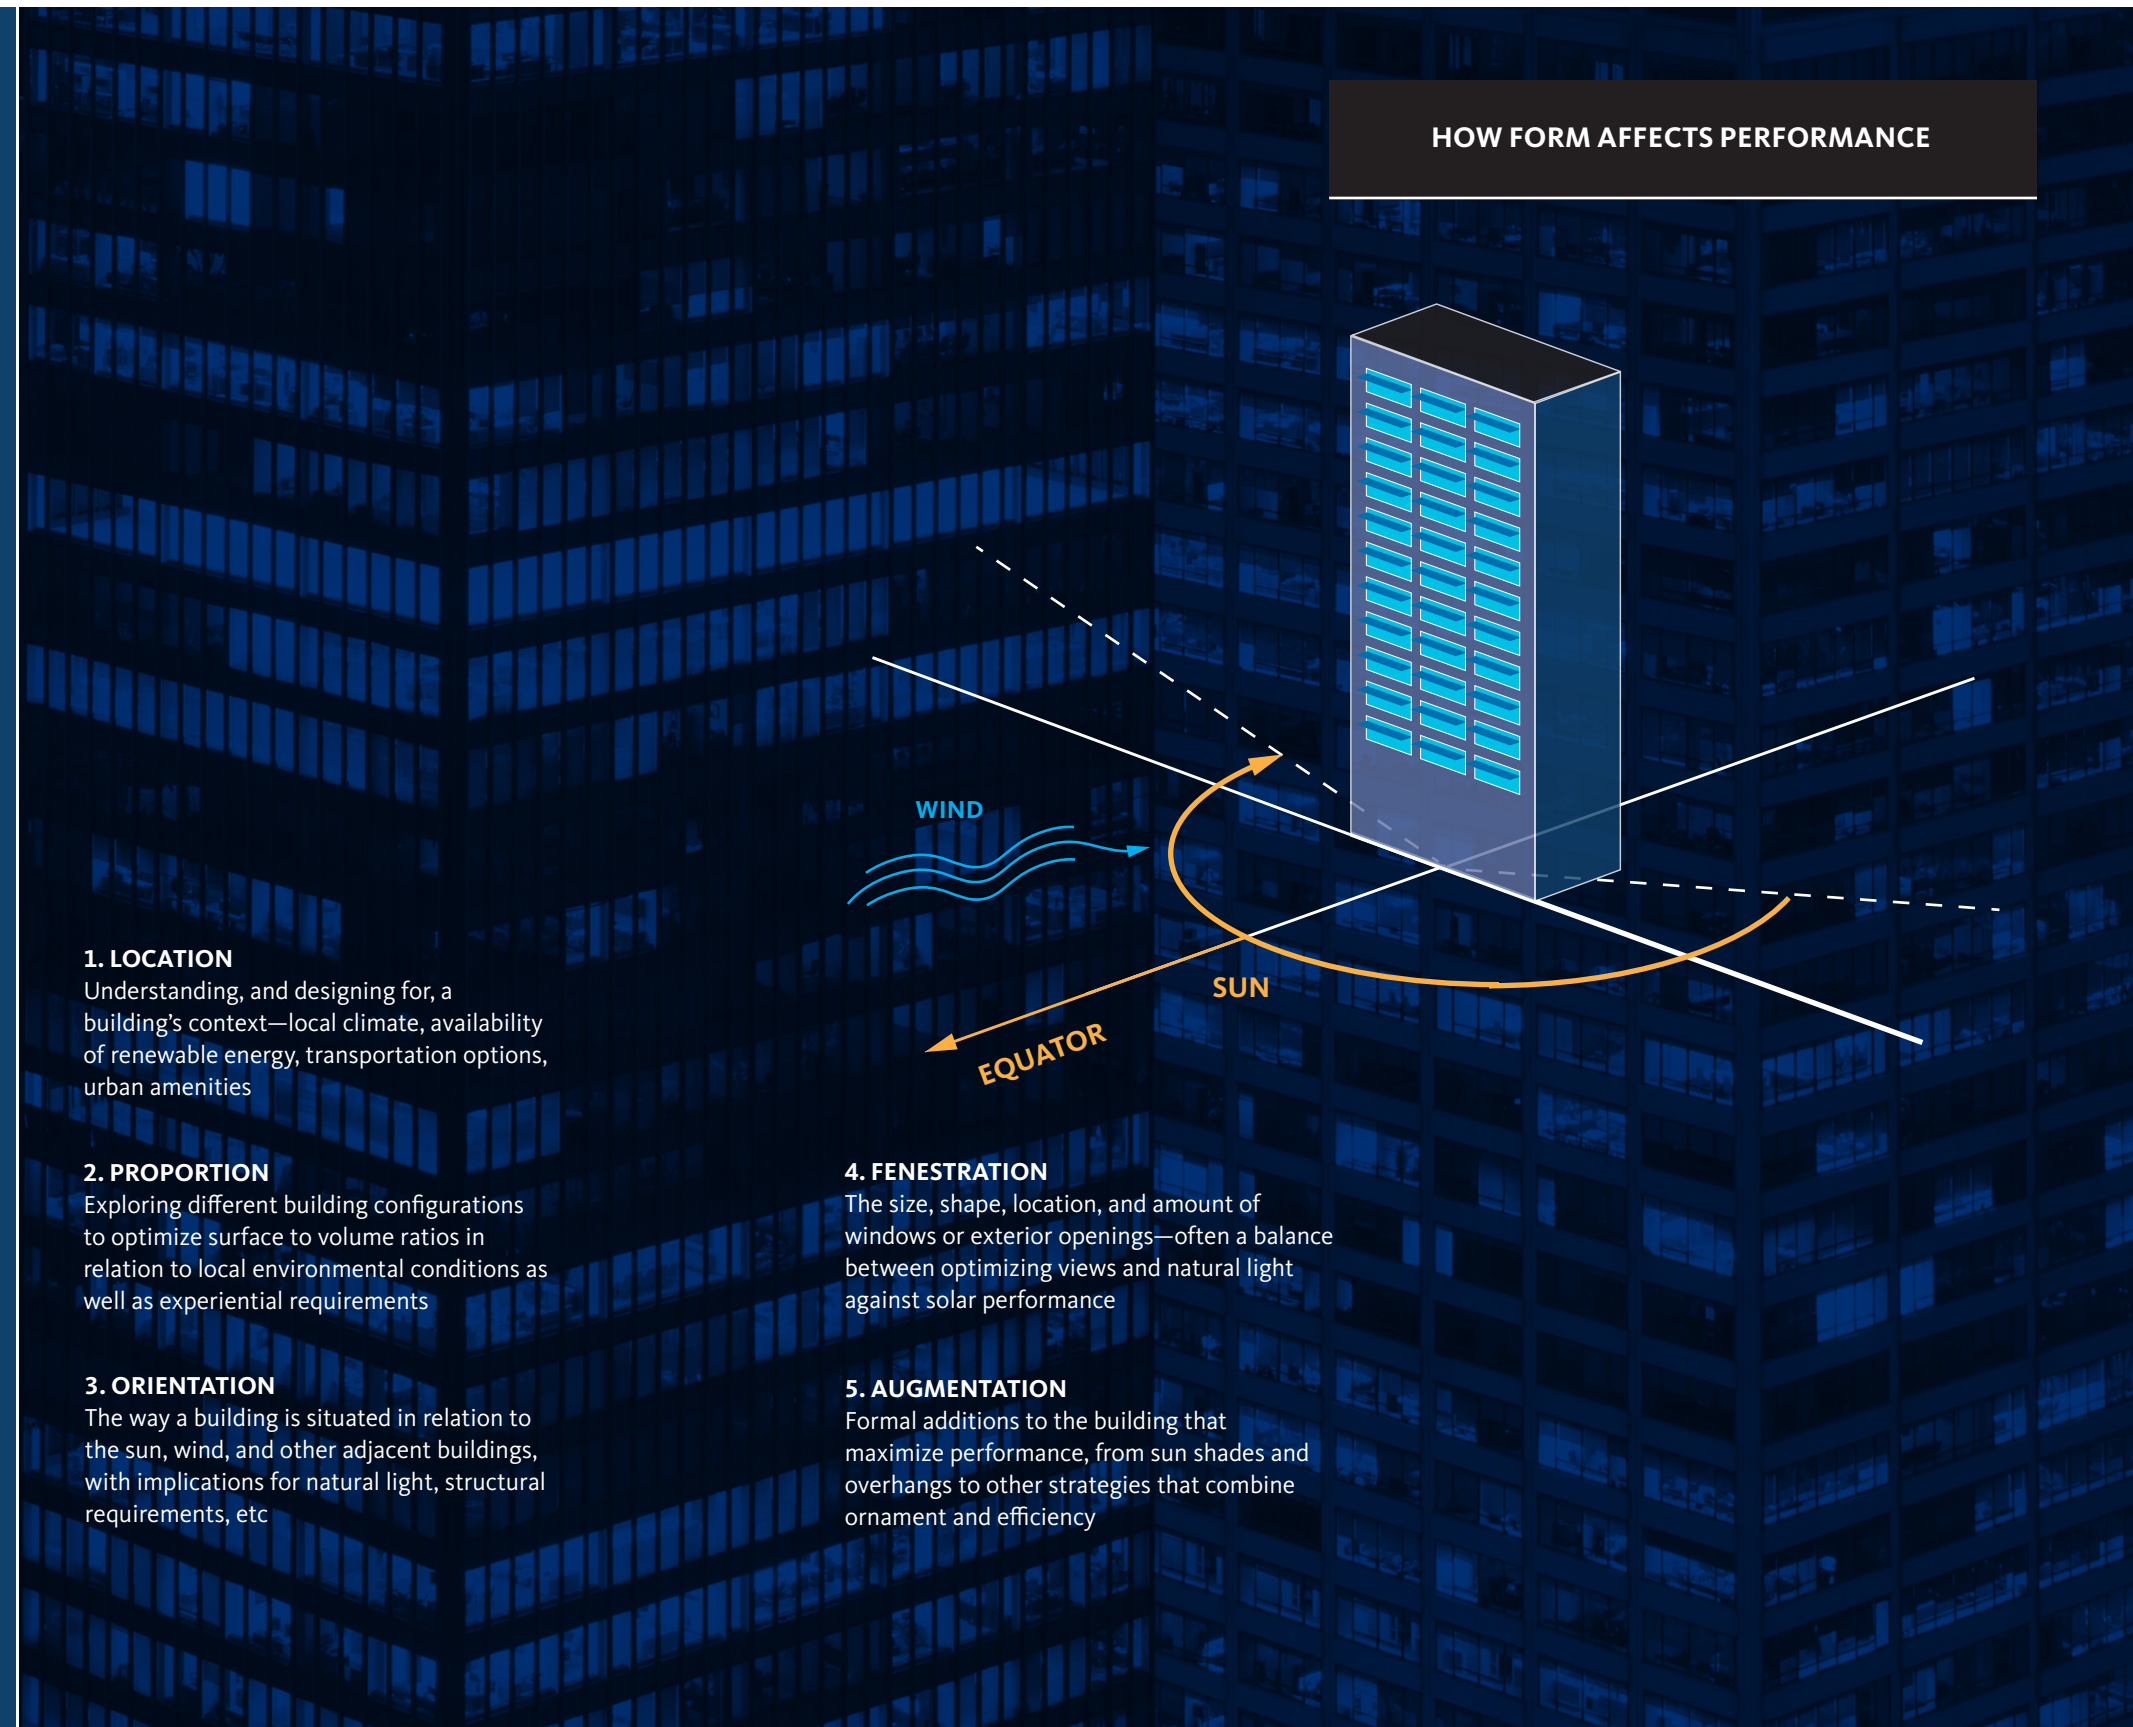 HOW FORM AFFECTS PERFORMANCE
WIND
SUN
EQUATOR
1. LOCATION
Understanding, and designing for, a
building’s context—local climate, availability
of renewable energy, transportation options,
urban amenities
2. PROPORTION
Exploring different building configurations
to optimize surface to volume ratios in
relation to local environmental conditions as
well as experiential requirements
3. ORIENTATION
The way a building is situated in relation to
the sun, wind, and other adjacent buildings,
with implications for natural light, structural
requirements, etc
4. FENESTRATION
The size, shape, location, and amount of
windows or exterior openings—often a balance
between optimizing views and natural light
against solar performance
5. AUGMENTATION
Formal additions to the building that
maximize performance, from sun shades and
overhangs to other strategies that combine
ornament and efficiency